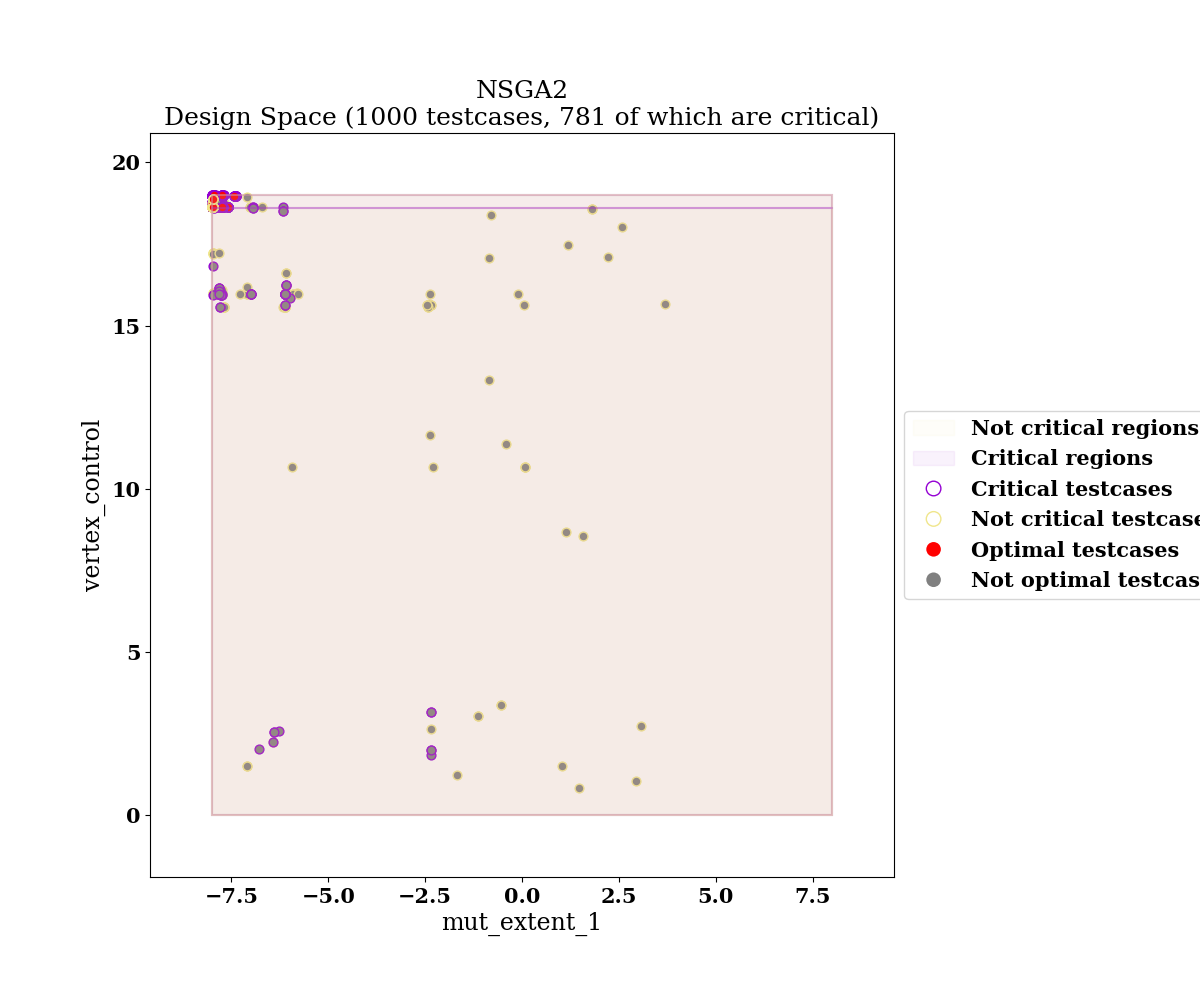 NSGA2
Design Space (1000 testcases, 781 of which are critical)
20
15
10
5
0
vertex_control
−7.5
−5.0
−2.5
0.0
2.5
5.0
7.5
mut_extent_1
Not critical regions
Critical regions
Critical testcases
Not critical testcase
Optimal testcases
Not optimal testcas